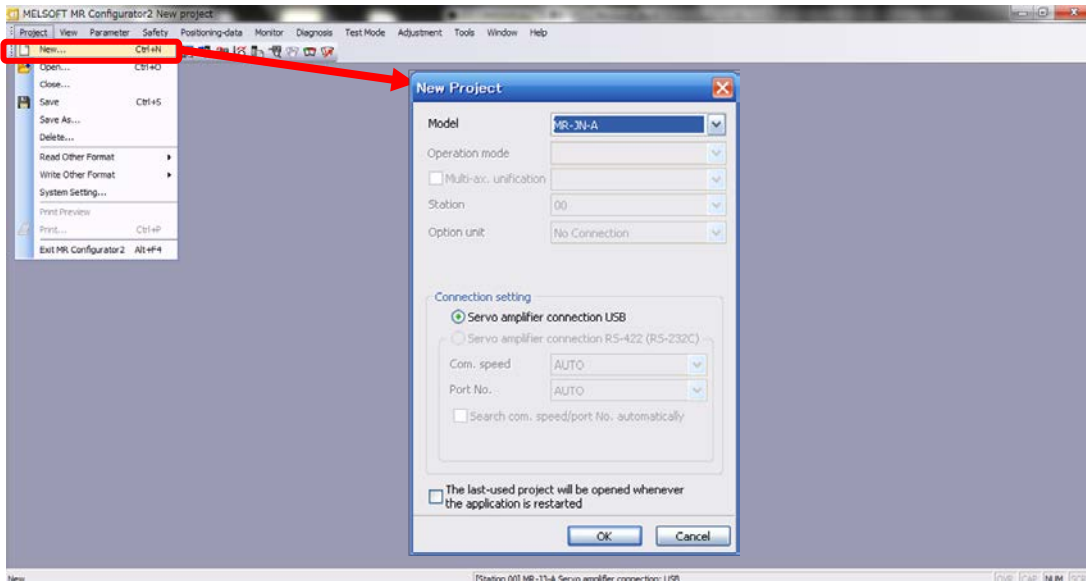 MELSOFT MR Configurator2 New project
Project View Parameter Safety Positioning-data Monitor Diagnosis Test Mode Adjustment Tools Window Help
New... Ctrl+N
Open... Ctrl+O
Close...
Save Ctrl+S
Save As...
Delete...
Read Other Format
Write Other Format
System Setting...
Print Preview
Print... Ctrl+P
Exit MR Configurator2 Alt+F4
New Project
Model MR-JN-A
Operation mode
Multi-ax. unification
Station 00
Option unit No Connection
Connection setting
Servo amplifier connection USB
Servo amplifier connection RS-422 (RS-232C)
Com. speed AUTO
Port No. AUTO
Search com. speed/port No. automatically
The last-used project will be opened whenever
the application is restarted
OK Cancel
New [Station 00] MR-J3-A Servo amplifier connection: USB OVR CAP NUM SCR